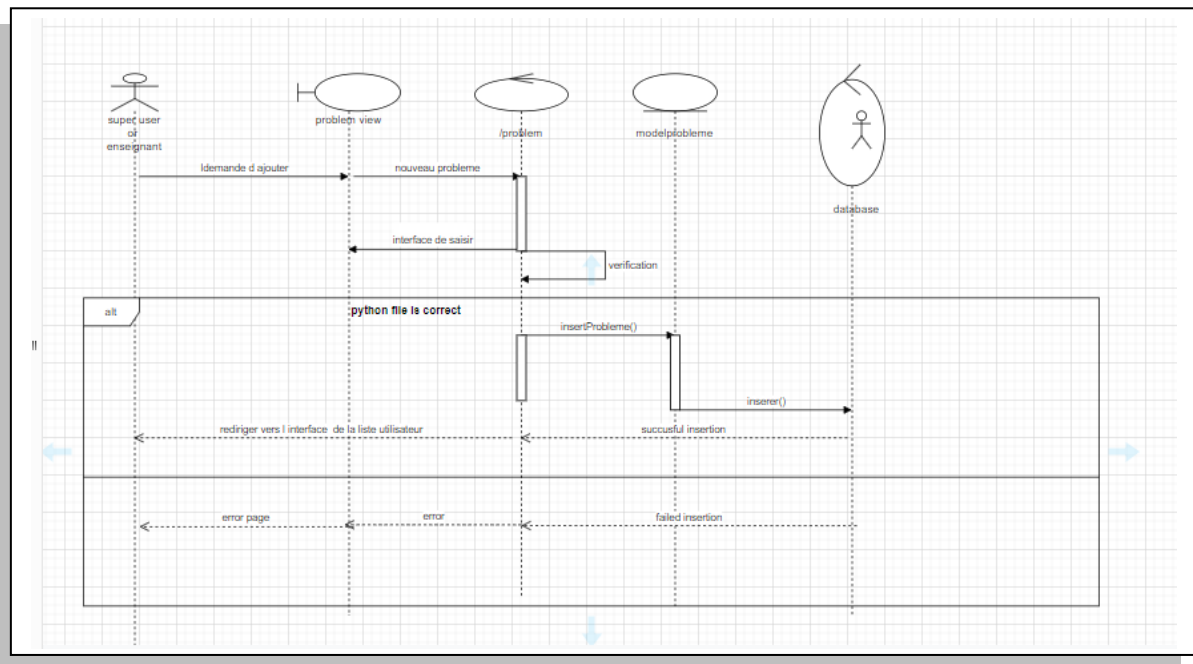 super user
or
enseignant
problem view
/problem
modelprobleme
database
ldemande d ajouter
nouveau probleme
interface de saisir
verification
alt
python file is correct
!!
insertProbleme()
inserer()
rediriger vers l interface de la liste utilisateur
succusful insertion
error page
error
failed insertion